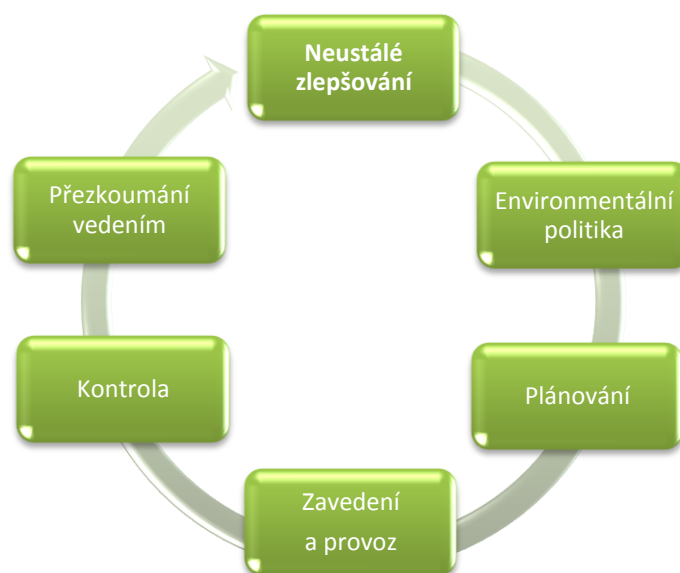 Neustálé
zlepšování
Environmentální
politika
Plánování
Zavedení
a provoz
Kontrola
Přezkoumání
vedením